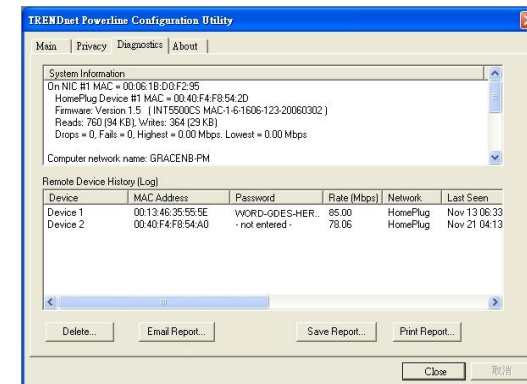 TRENDnet Powerline Configuration Utility
Main Privacy Diagnostics About
System Information
On NIC #1 MAC = 00:06:1B:D0:F2:95
HomePlug Device #1 MAC = 00:40:F4:F8:54:2D
Firmware: Version 1.5 ( INT5500CS MAC-1-6-1606-123-20060302 )
Reads: 760 (94 KB), Writes: 364 (29 KB)
Drops = 0, Fails = 0, Highest = 0.00 Mbps. Lowest = 0.00 Mbps
Computer network name: GRACENB-PM
Remote Device History (Log)
Device MAC Address Password Rate (Mbps) Network Last Seen
Device 1 00:13:46:35:55:5E WORD-GDES-HER.. 85.00 HomePlug Nov 13 06:33
Device 2 00:40:F4:F8:54:A0 - not entered - 78.06 HomePlug Nov 21 04:13
Delete... Email Report... Save Report... Print Report...
Close 取消